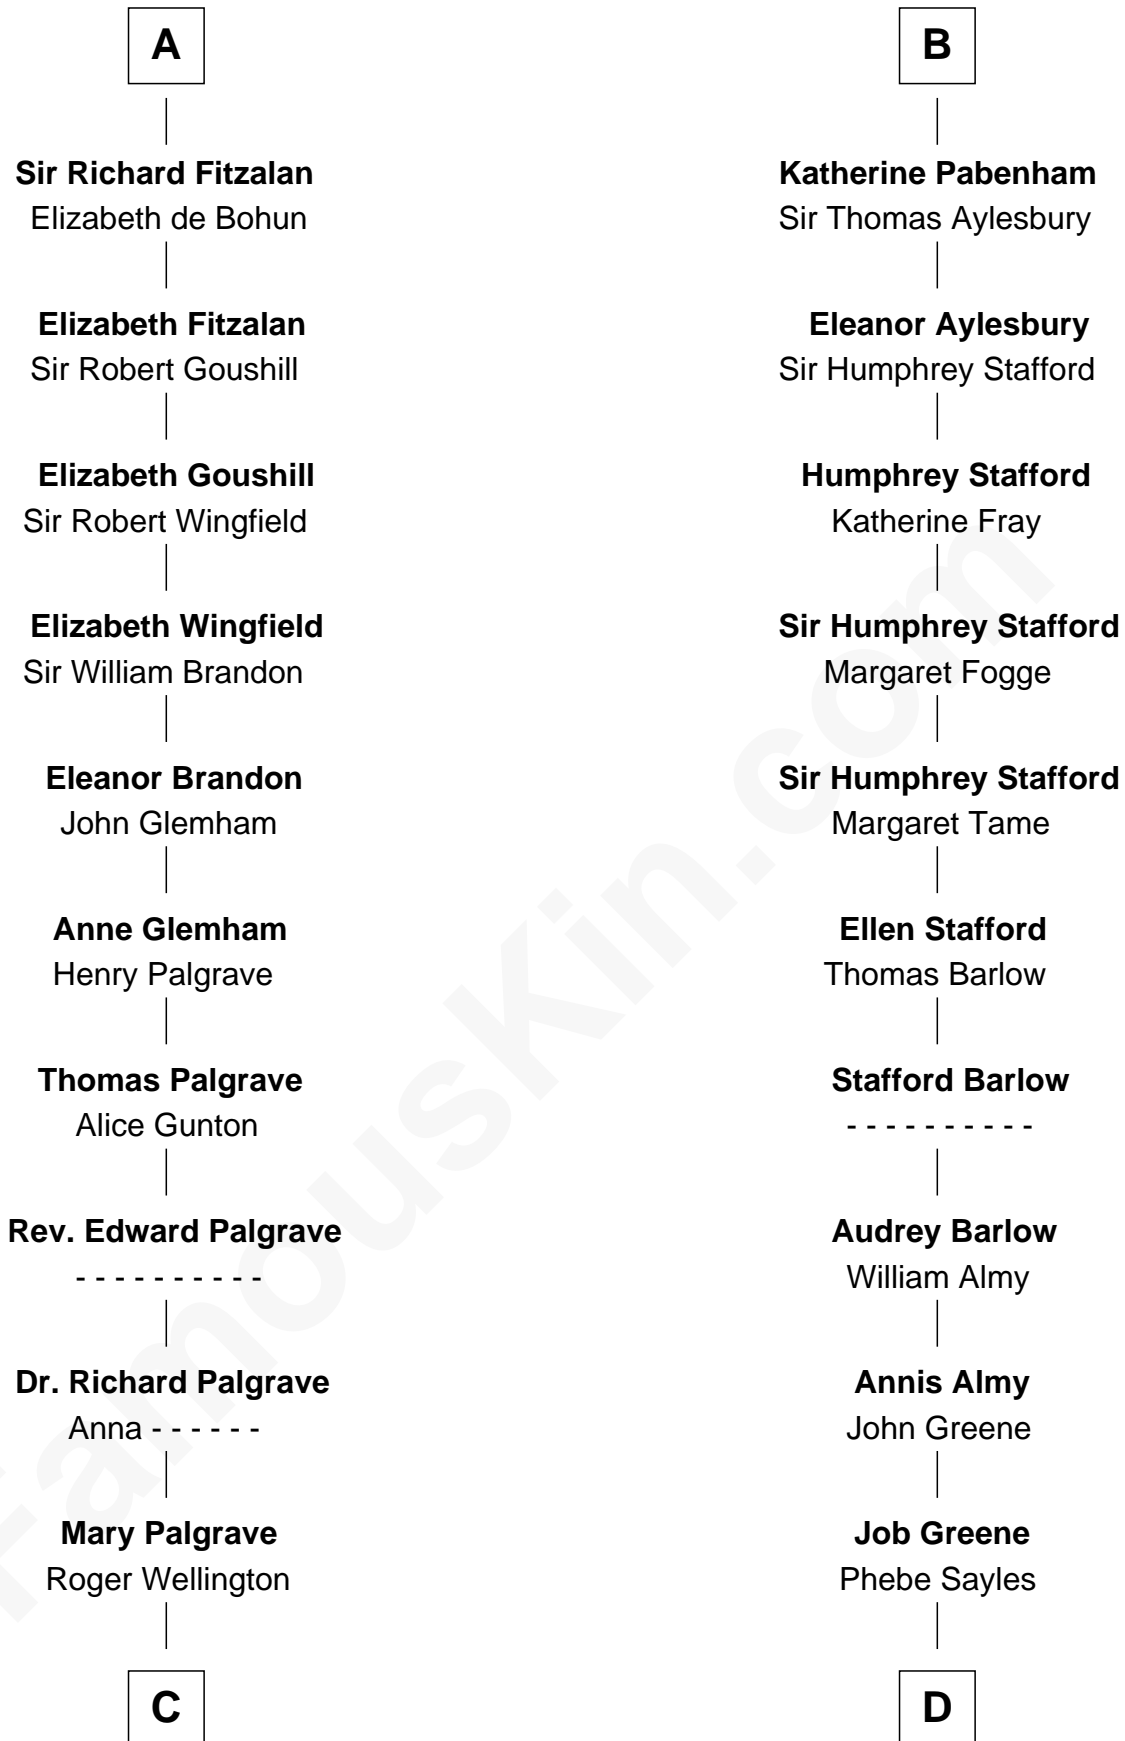 A
Sir Richard Fitzalan
Elizabeth de Bohun
Elizabeth Fitzalan
Sir Robert Goushill
Elizabeth Goushill
Sir Robert Wingfield
Elizabeth Wingfield
Sir William Brandon
Eleanor Brandon
John Glemham
Anne Glemham
Henry Palgrave
Thomas Palgrave
Alice Gunton
Rev. Edward Palgrave
- - - - - - - - - -
Dr. Richard Palgrave
Anna - - - - - -
Mary Palgrave
Roger Wellington
C
B
Katherine Pabenham
Sir Thomas Aylesbury
Eleanor Aylesbury
Sir Humphrey Stafford
Humphrey Stafford
Katherine Fray
Sir Humphrey Stafford
Margaret Fogge
Sir Humphrey Stafford
Margaret Tame
Ellen Stafford
Thomas Barlow
Stafford Barlow
- - - - - - - - - -
Audrey Barlow
William Almy
Annis Almy
John Greene
Job Greene
Phebe Sayles
D
FamousKin.com